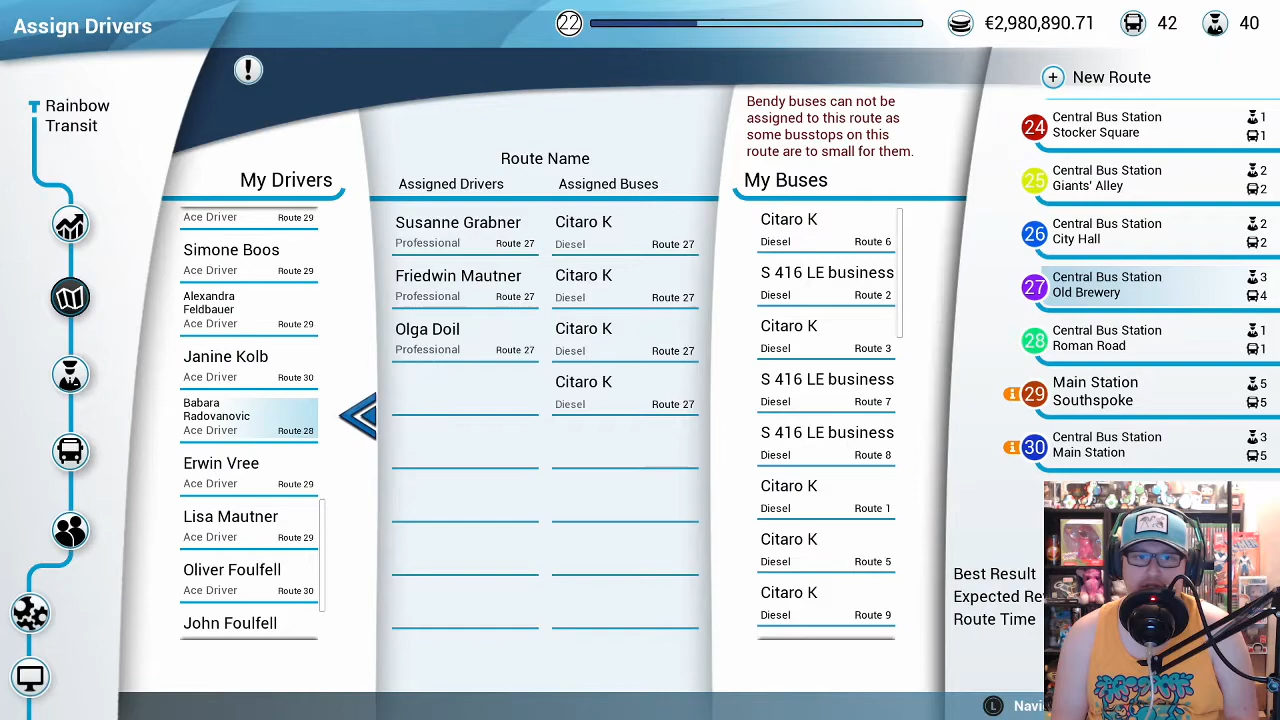 Assign Drivers
22
€2,980,890.71
42
40
Rainbow
Transit
!
Bendy buses can not be
assigned to this route as
some busstops on this
route are to small for them.
New Route
My Drivers
Route Name
Assigned Drivers
Assigned Buses
My Buses
Ace Driver Route 29
Simone Boos
Ace Driver Route 29
Alexandra
Feldbauer
Ace Driver Route 29
Janine Kolb
Ace Driver Route 30
Babara
Radovanovic
Ace Driver Route 28
Erwin Vree
Ace Driver Route 29
Lisa Mautner
Ace Driver Route 29
Oliver Foulfell
Ace Driver Route 30
John Foulfell
Susanne Grabner
Professional Route 27
Friedwin Mautner
Professional Route 27
Olga Doil
Professional Route 27
Citaro K
Diesel Route 27
Citaro K
Diesel Route 27
Citaro K
Diesel Route 27
Citaro K
Diesel Route 27
Citaro K
Diesel Route 6
S 416 LE business
Diesel Route 2
Citaro K
Diesel Route 3
S 416 LE business
Diesel Route 7
S 416 LE business
Diesel Route 8
Citaro K
Diesel Route 1
Citaro K
Diesel Route 5
Citaro K
Diesel Route 9
24 Central Bus Station 1
Stocker Square 1
25 Central Bus Station 2
Giants' Alley 2
26 Central Bus Station 2
City Hall 2
27 Central Bus Station 3
Old Brewery 4
28 Central Bus Station 1
Roman Road 1
29 Main Station 5
Southspoke 5
30 Central Bus Station 3
Main Station 5
Best Result
Expected Re
Route Time
L Navi